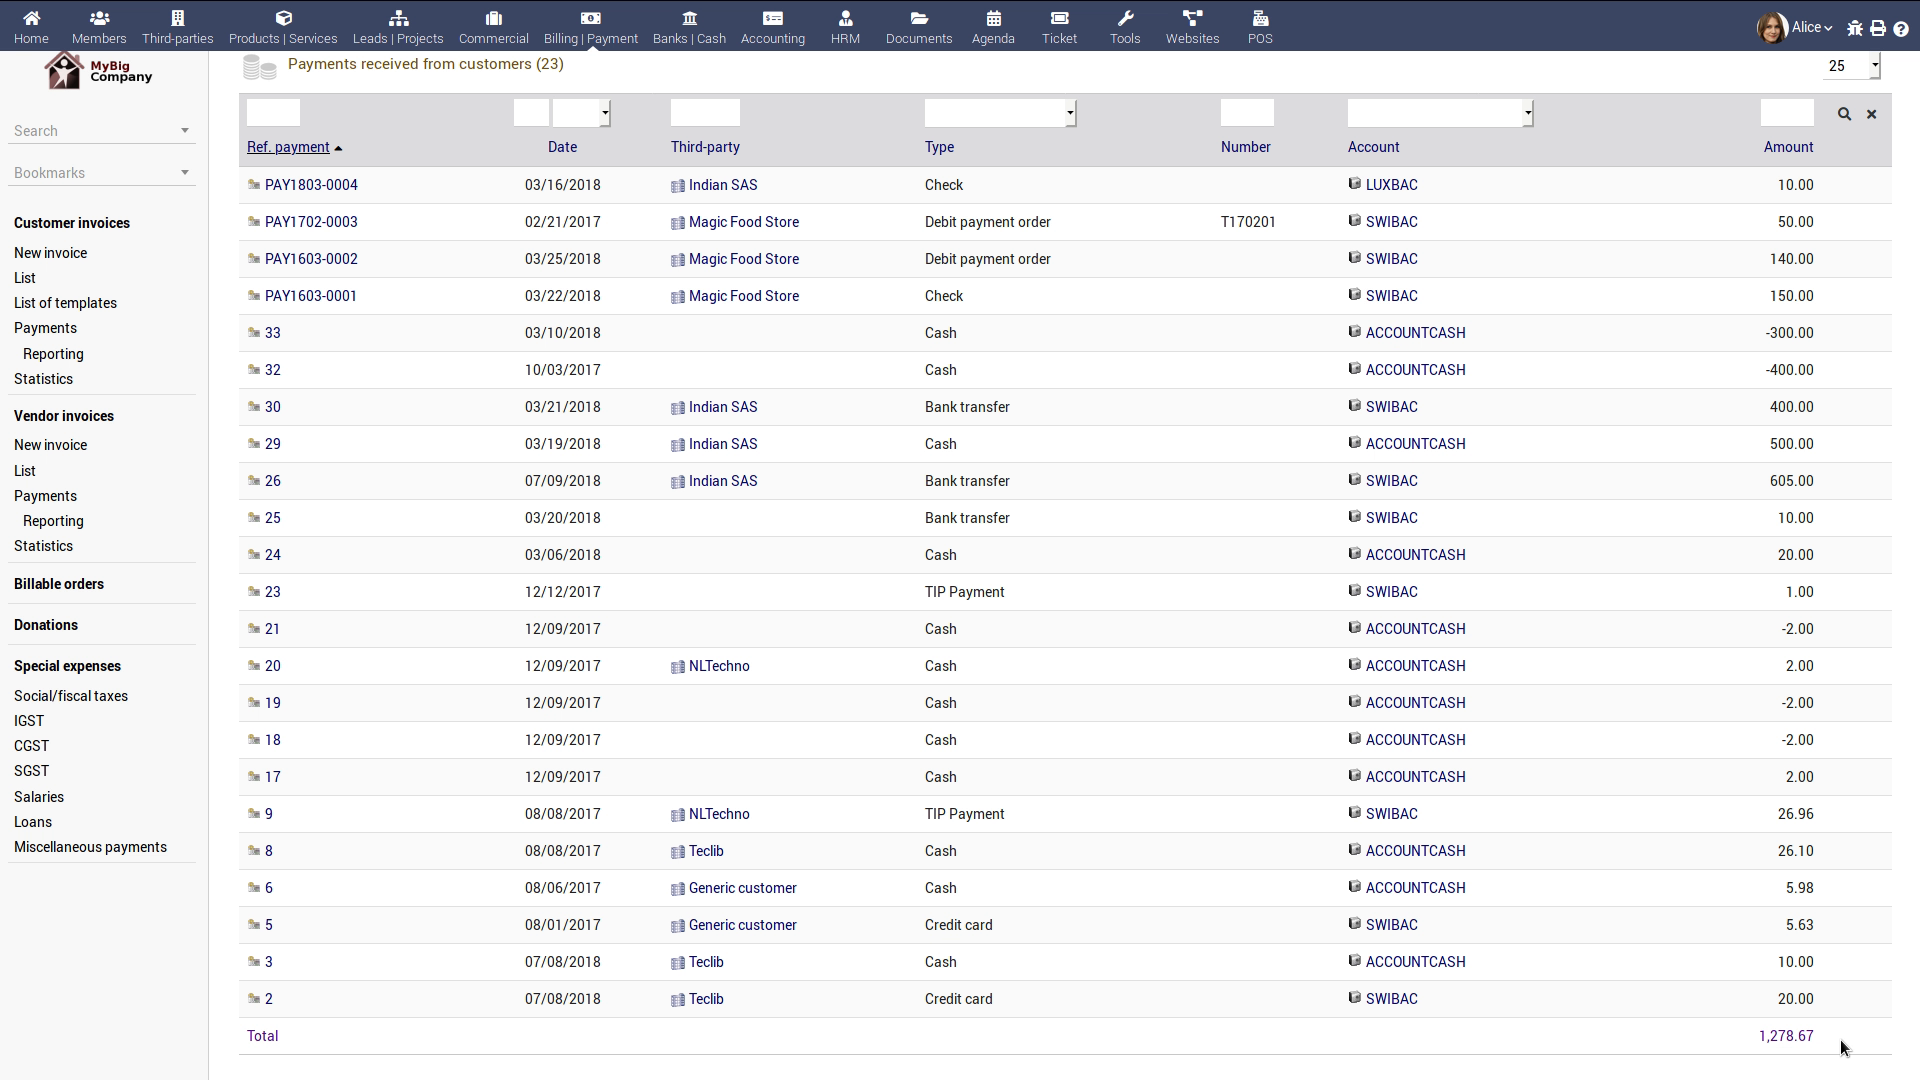 Home Members Third-parties Products | Services Leads | Projects Commercial Billing | Payment Banks | Cash Accounting HRM Documents Agenda Ticket Tools Websites POS Alice
MyBig
Company
Search
Bookmarks
Customer invoices
New invoice
List
List of templates
Payments
Reporting
Statistics
Vendor invoices
New invoice
List
Payments
Reporting
Statistics
Billable orders
Donations
Special expenses
Social/fiscal taxes
IGST
CGST
SGST
Salaries
Loans
Miscellaneous payments
Payments received from customers (23) 25
Ref. payment Date Third-party Type Number Account Amount
PAY1803-0004 03/16/2018 Indian SAS Check LUXBAC 10.00
PAY1702-0003 02/21/2017 Magic Food Store Debit payment order T170201 SWIBAC 50.00
PAY1603-0002 03/25/2018 Magic Food Store Debit payment order SWIBAC 140.00
PAY1603-0001 03/22/2018 Magic Food Store Check SWIBAC 150.00
33 03/10/2018 Cash ACCOUNTCASH -300.00
32 10/03/2017 Cash ACCOUNTCASH -400.00
30 03/21/2018 Indian SAS Bank transfer SWIBAC 400.00
29 03/19/2018 Indian SAS Cash ACCOUNTCASH 500.00
26 07/09/2018 Indian SAS Bank transfer SWIBAC 605.00
25 03/20/2018 Bank transfer SWIBAC 10.00
24 03/06/2018 Cash ACCOUNTCASH 20.00
23 12/12/2017 TIP Payment SWIBAC 1.00
21 12/09/2017 Cash ACCOUNTCASH -2.00
20 12/09/2017 NLTechno Cash ACCOUNTCASH 2.00
19 12/09/2017 Cash ACCOUNTCASH -2.00
18 12/09/2017 Cash ACCOUNTCASH -2.00
17 12/09/2017 Cash ACCOUNTCASH 2.00
9 08/08/2017 NLTechno TIP Payment SWIBAC 26.96
8 08/08/2017 Teclib Cash ACCOUNTCASH 26.10
6 08/06/2017 Generic customer Cash ACCOUNTCASH 5.98
5 08/01/2017 Generic customer Credit card SWIBAC 5.63
3 07/08/2018 Teclib Cash ACCOUNTCASH 10.00
2 07/08/2018 Teclib Credit card SWIBAC 20.00
Total 1,278.67